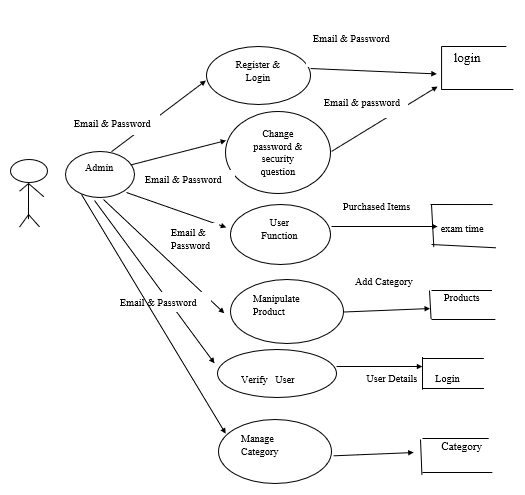 Email & Password
Register &
Login
login
Email & password
Email & Password
Change
password &
security
question
Admin
Email & Password
User
Function
Purchased Items
exam time
Email &
Password
Add Category
Manipulate
Product
Products
Email & Password
Verify User
User Details
Login
Manage
Category
Category